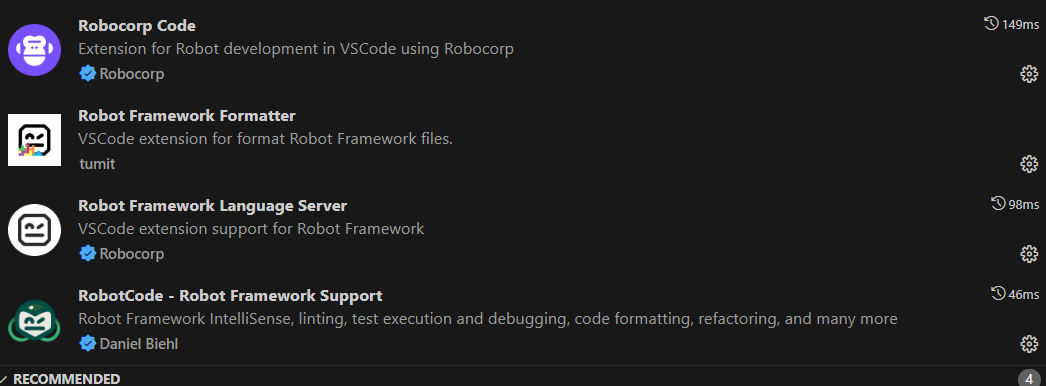 Robocorp Code
149ms
Extension for Robot development in VSCode using Robocorp
Robocorp
Robot Framework Formatter
VSCode extension for format Robot Framework files.
tumit
Robot Framework Language Server
98ms
VSCode extension support for Robot Framework
Robocorp
RobotCode - Robot Framework Support
46ms
Robot Framework IntelliSense, linting, test execution and debugging, code formatting, refactoring, and many more
Daniel Biehl
RECOMMENDED
4